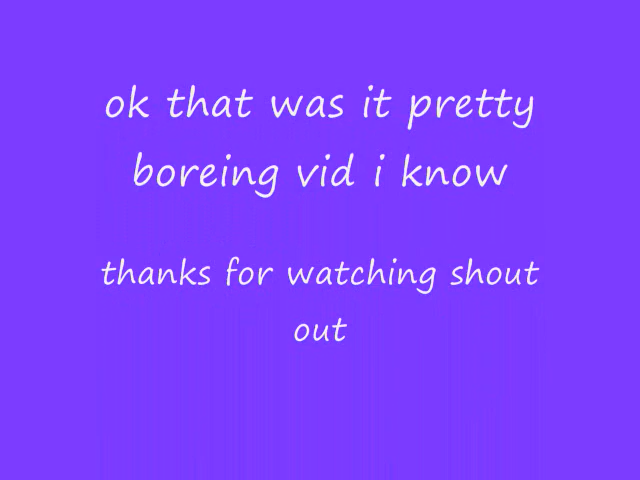 ok that was it pretty
boreing vid i know
thanks for watching shout
out